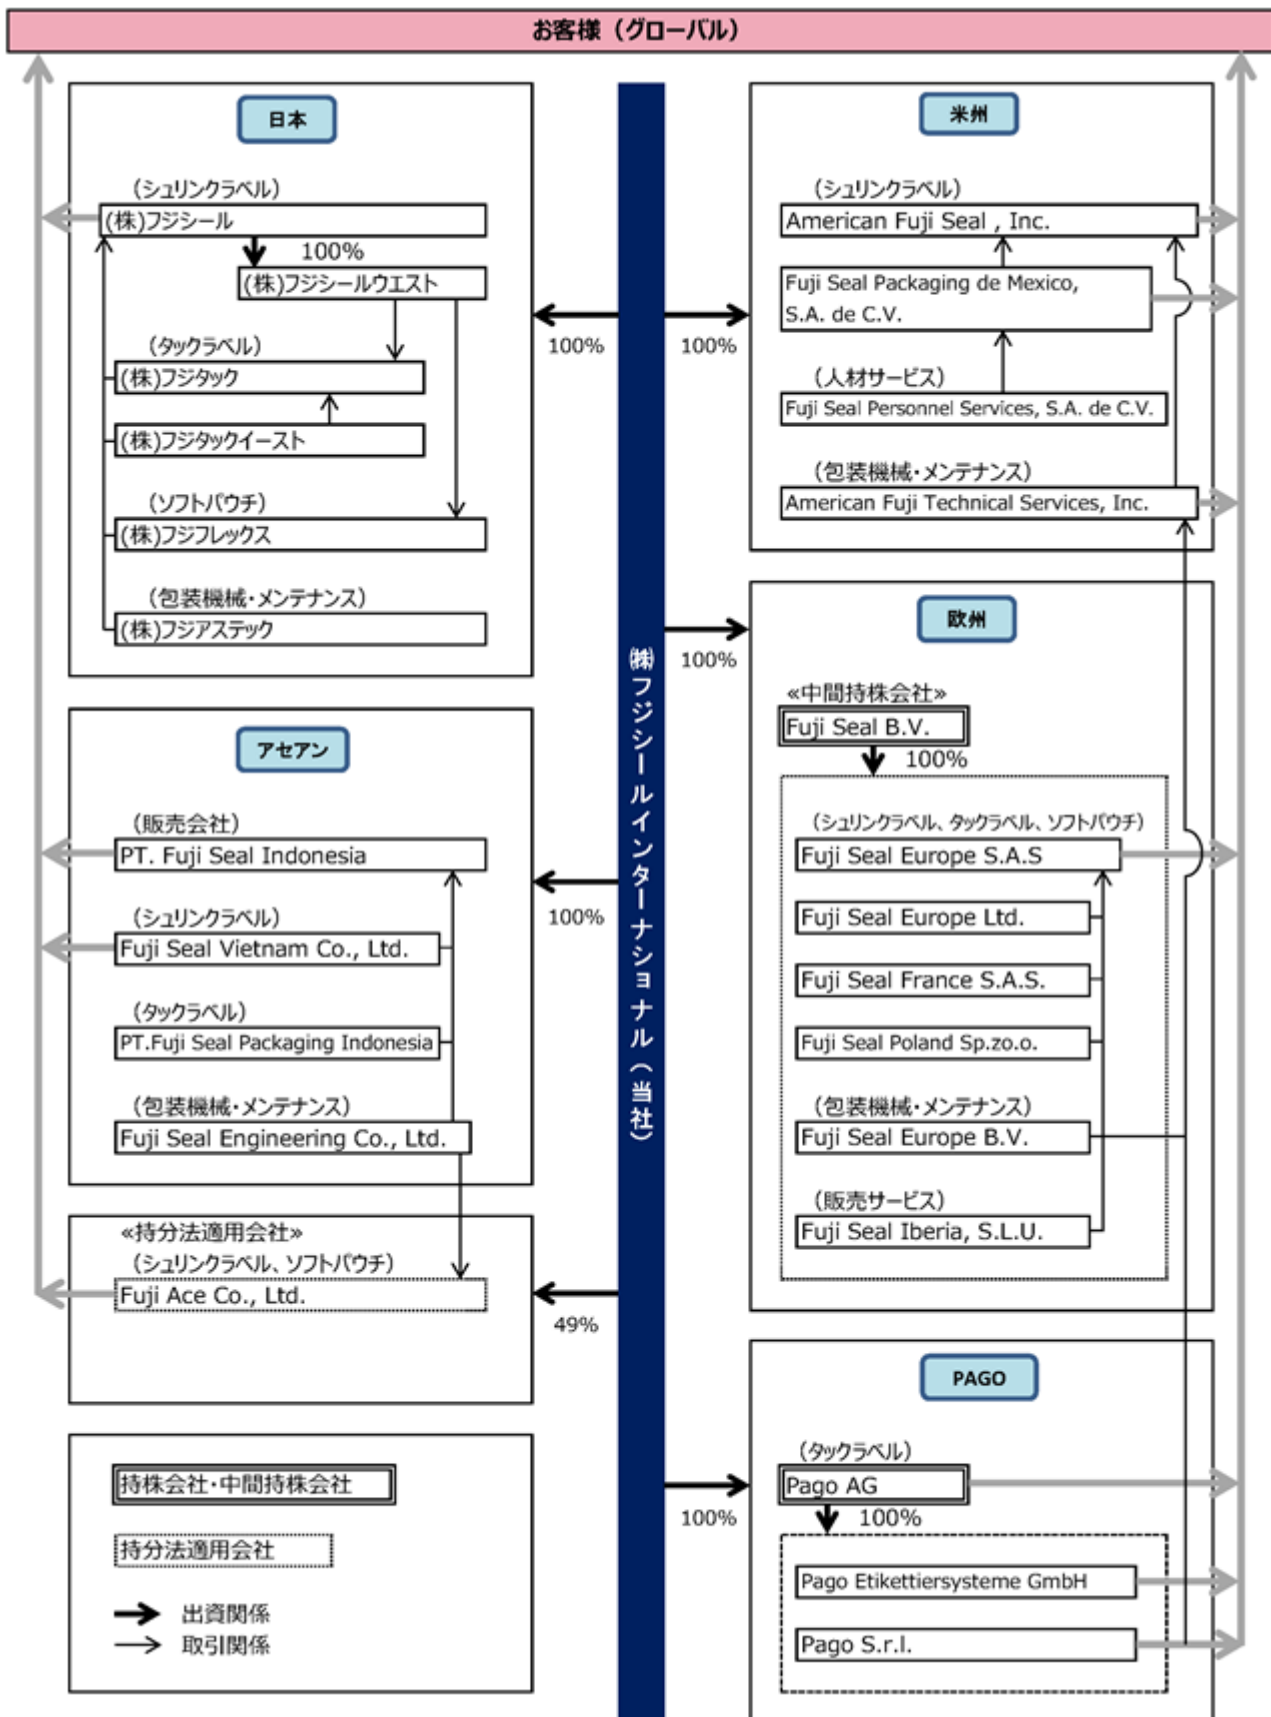 お客様（グローバル）
日本
（シュリンクラベル）
(株)フジシール
100%
(株)フジシールウエスト
（タックラベル）
(株)フジタック
(株)フジタックイースト
（ソフトパウチ）
(株)フジフレックス
（包装機械・メンテナンス）
(株)フジアステック
100%
アセアン
（販売会社）
PT. Fuji Seal Indonesia
（シュリンクラベル）
Fuji Seal Vietnam Co., Ltd.
（タックラベル）
PT.Fuji Seal Packaging Indonesia
（包装機械・メンテナンス）
Fuji Seal Engineering Co., Ltd.
100%
«持分法適用会社»
（シュリンクラベル、ソフトパウチ）
Fuji Ace Co., Ltd.
49%
持株会社・中間持株会社
持分法適用会社
出資関係
取引関係
㈱フジシールインターナショナル（当社）
米州
（シュリンクラベル）
American Fuji Seal , Inc.
Fuji Seal Packaging de Mexico,
S.A. de C.V.
（人材サービス）
Fuji Seal Personnel Services, S.A. de C.V.
（包装機械・メンテナンス）
American Fuji Technical Services, Inc.
100%
欧州
100%
«中間持株会社»
Fuji Seal B.V.
100%
（シュリンクラベル、タックラベル、ソフトパウチ）
Fuji Seal Europe S.A.S
Fuji Seal Europe Ltd.
Fuji Seal France S.A.S.
Fuji Seal Poland Sp.zo.o.
（包装機械・メンテナンス）
Fuji Seal Europe B.V.
（販売サービス）
Fuji Seal Iberia, S.L.U.
PAGO
（タックラベル）
Pago AG
100%
100%
Pago Etikettiersysteme GmbH
Pago S.r.l.